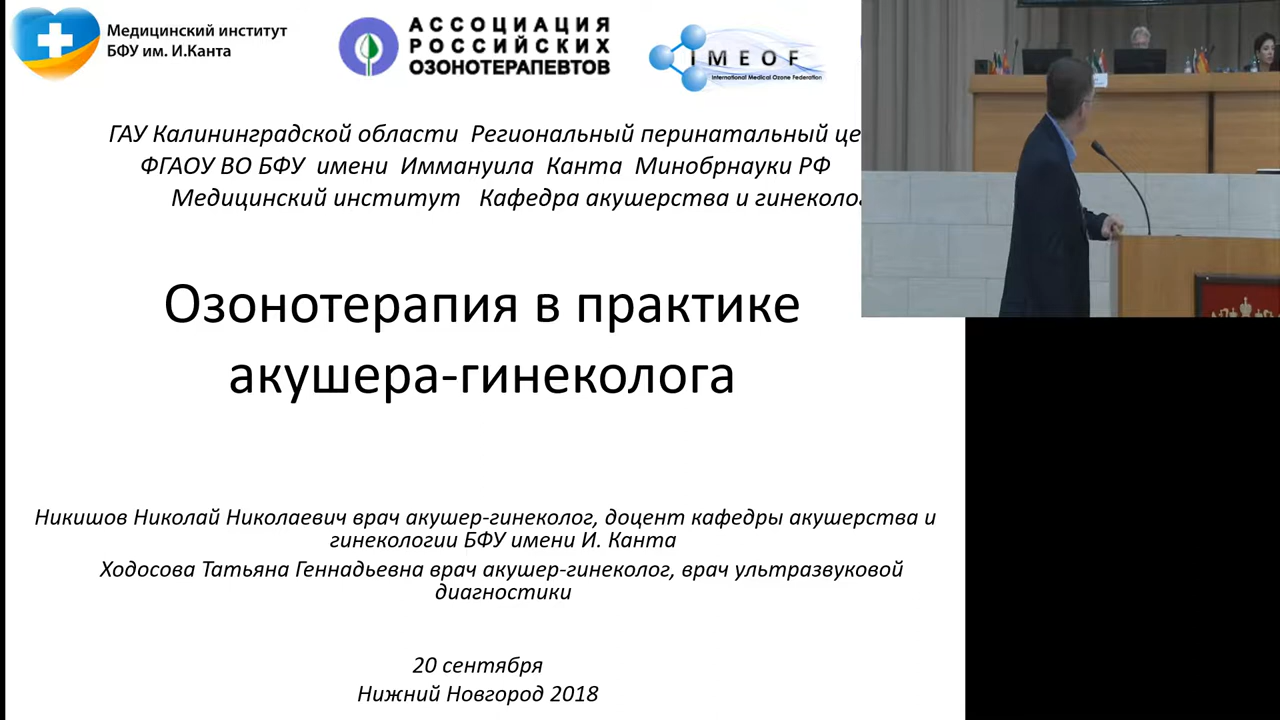 Медицинский институт
БФУ им. И.Канта
АССОЦИАЦИЯ
РОССИЙСКИХ
ОЗОНОТЕРАПЕВТОВ
IMEOF
International Medical Ozone Federation
ГАУ Калининградской области Региональный перинатальный це
ФГАОУ ВО БФУ имени Иммануила Канта Минобрнауки РФ
Медицинский институт Кафедра акушерства и гинеколог
Озонотерапия в практике
акушера-гинеколога
Никишов Николай Николаевич врач акушер-гинеколог, доцент кафедры акушерства и
гинекологии БФУ имени И. Канта
Ходосова Татьяна Геннадьевна врач акушер-гинеколог, врач ультразвуковой
диагностики
20 сентября
Нижний Новгород 2018